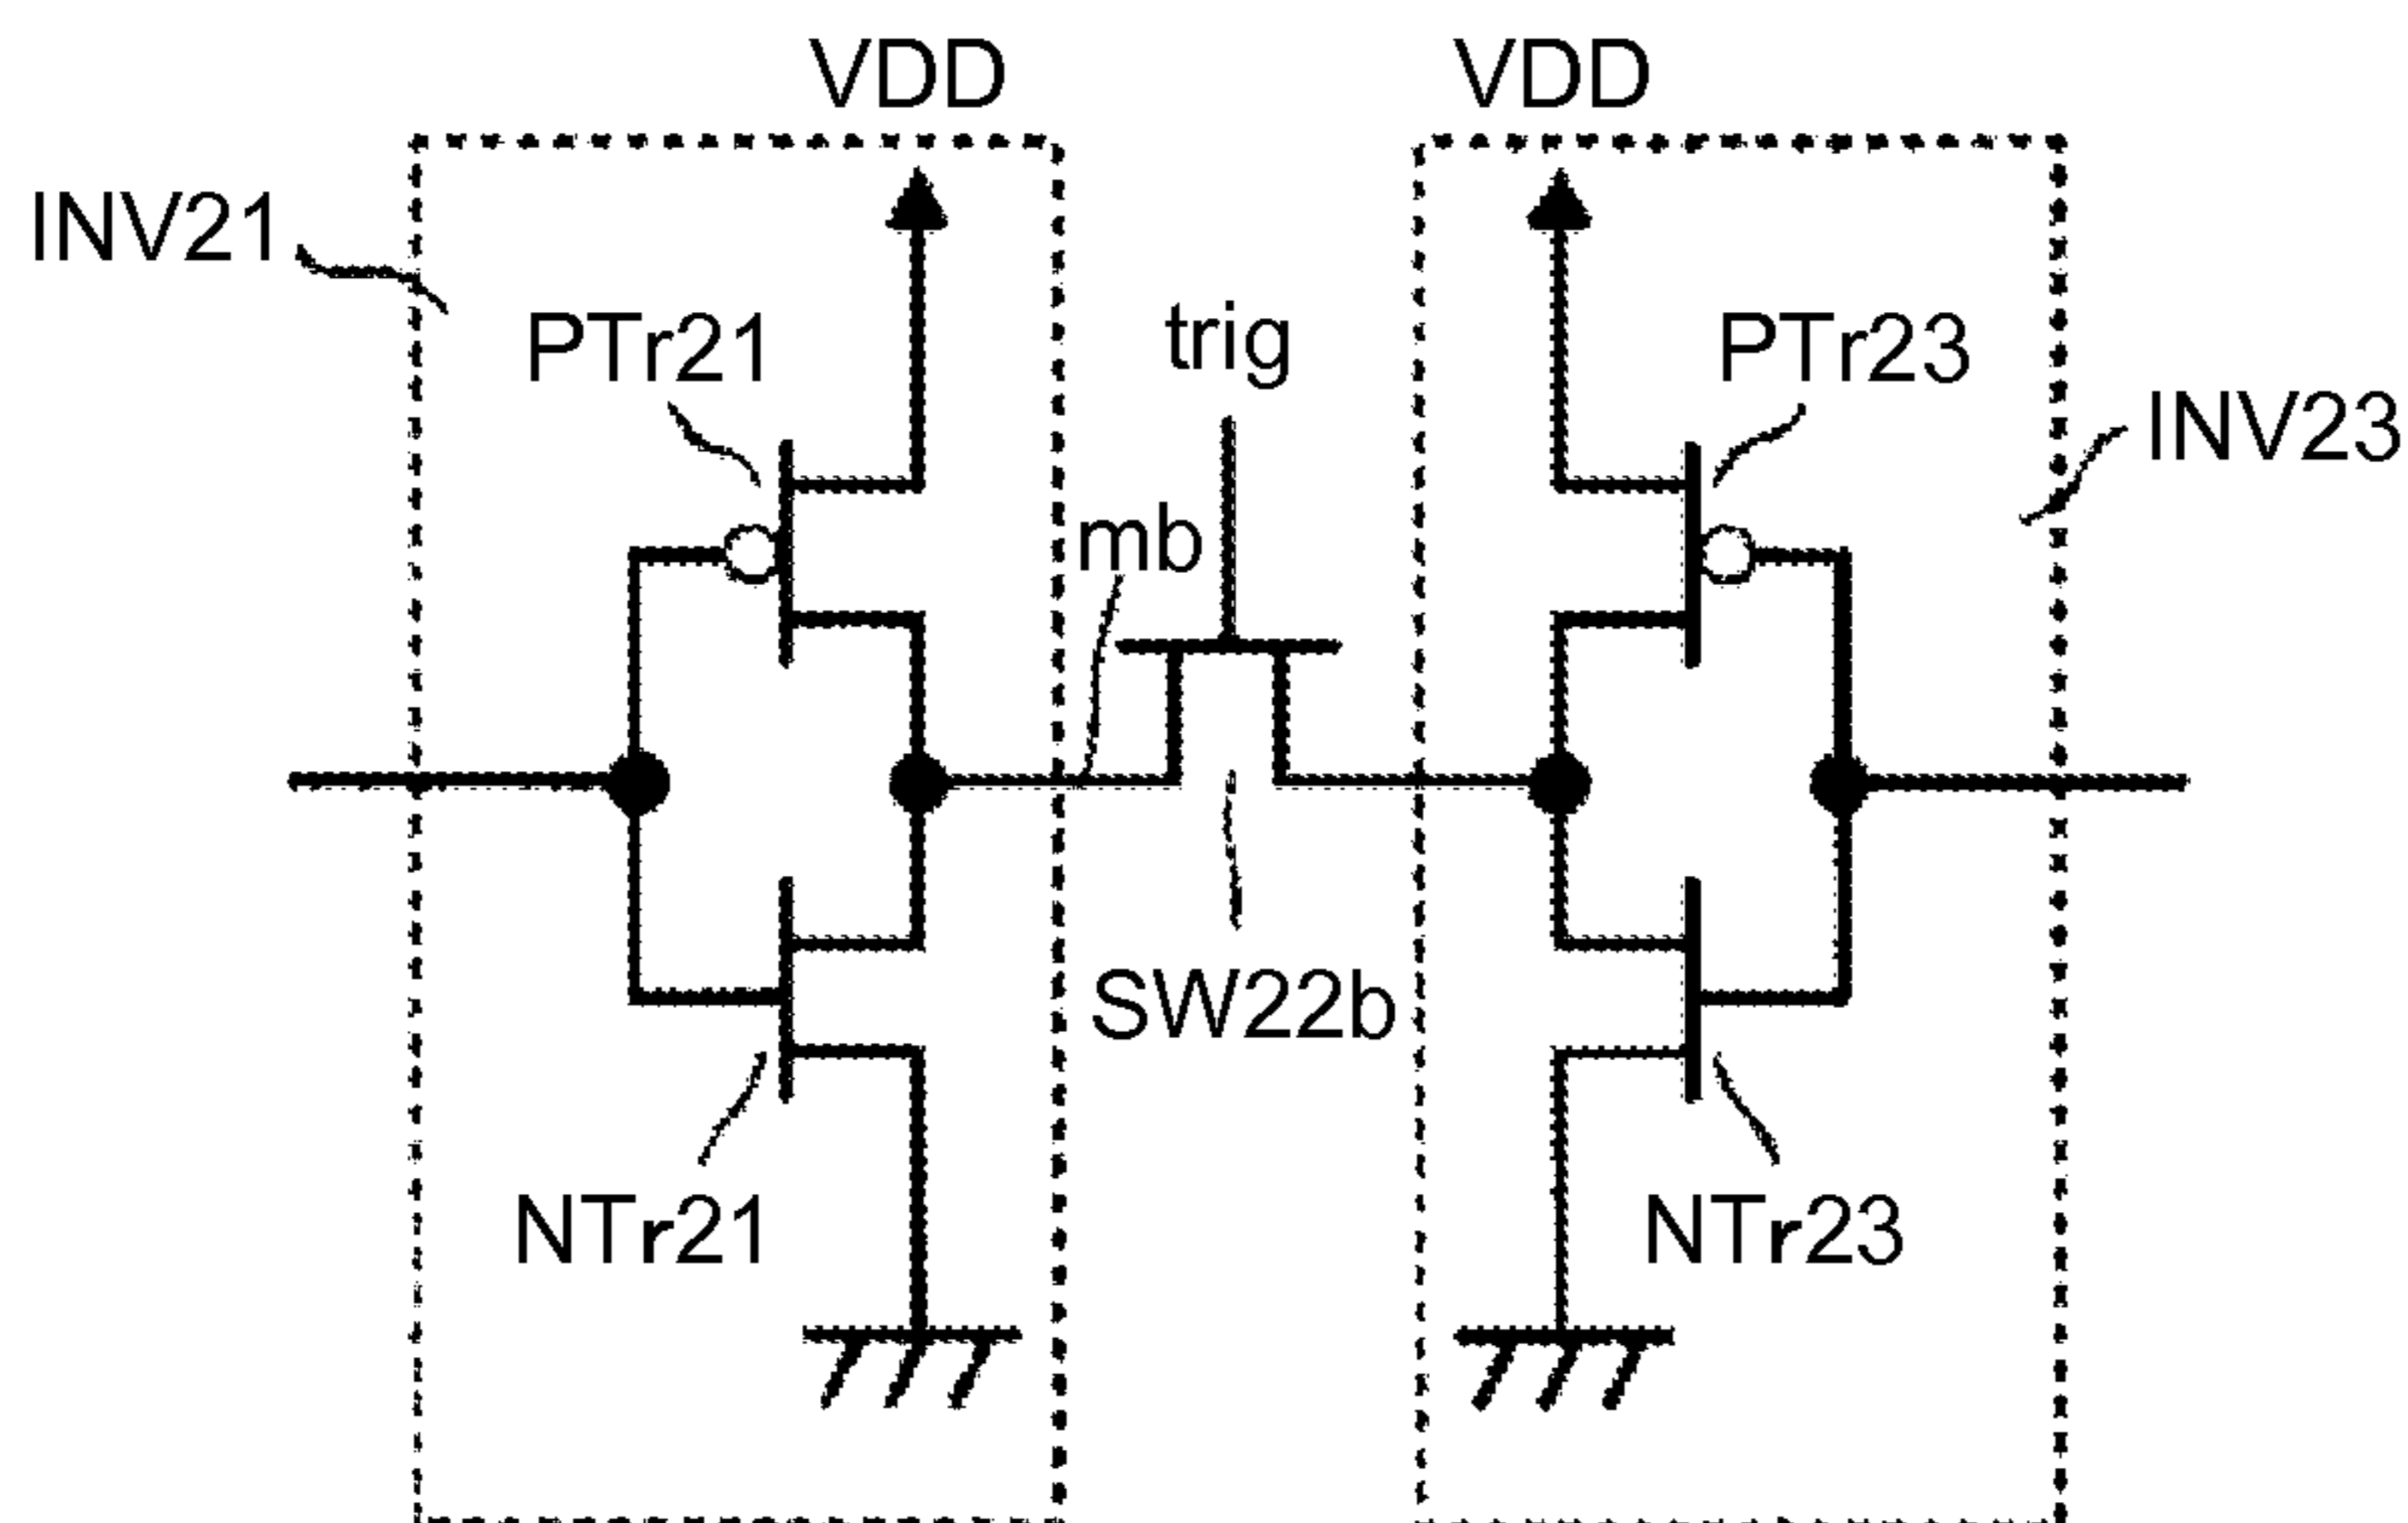 VDD
VDD
INV21
PTr21
trig
PTr23
INV23
mb
SW22b
NTr21
NTr23